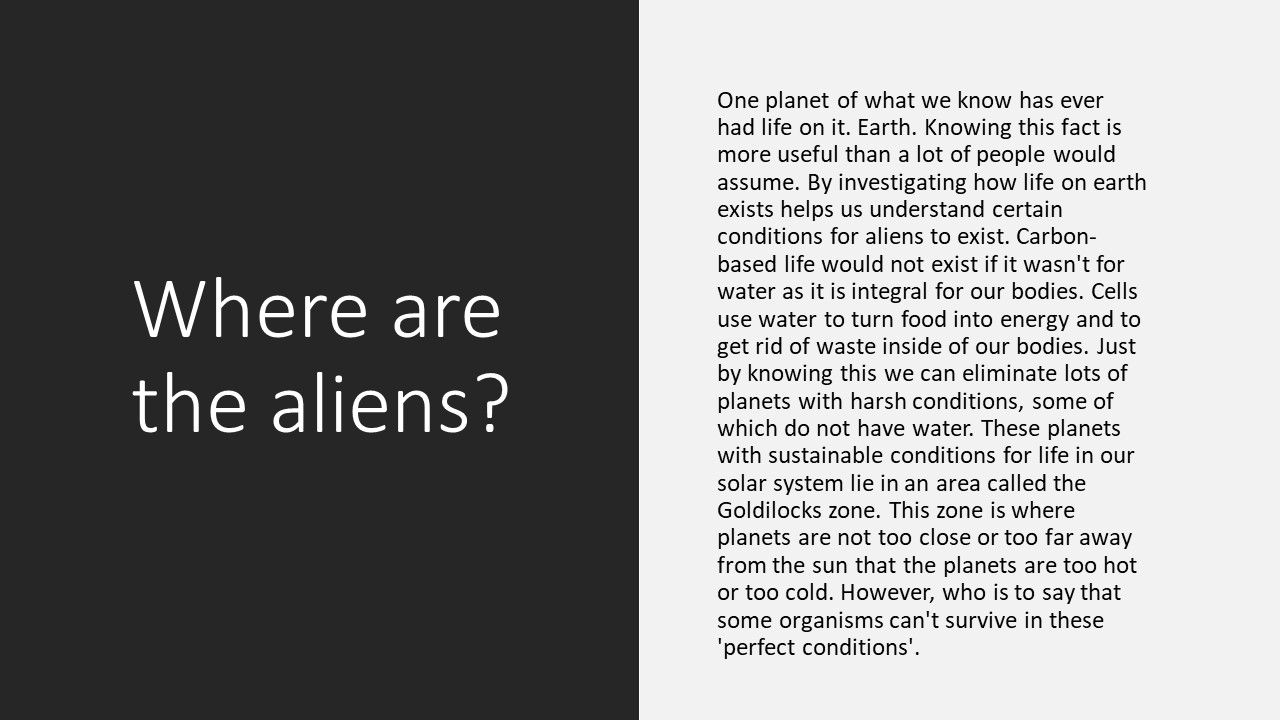 Where are
the aliens?
One planet of what we know has ever
had life on it. Earth. Knowing this fact is
more useful than a lot of people would
assume. By investigating how life on earth
exists helps us understand certain
conditions for aliens to exist. Carbon-
based life would not exist if it wasn't for
water as it is integral for our bodies. Cells
use water to turn food into energy and to
get rid of waste inside of our bodies. Just
by knowing this we can eliminate lots of
planets with harsh conditions, some of
which do not have water. These planets
with sustainable conditions for life in our
solar system lie in an area called the
Goldilocks zone. This zone is where
planets are not too close or too far away
from the sun that the planets are too hot
or too cold. However, who is to say that
some organisms can't survive in these
'perfect conditions'.